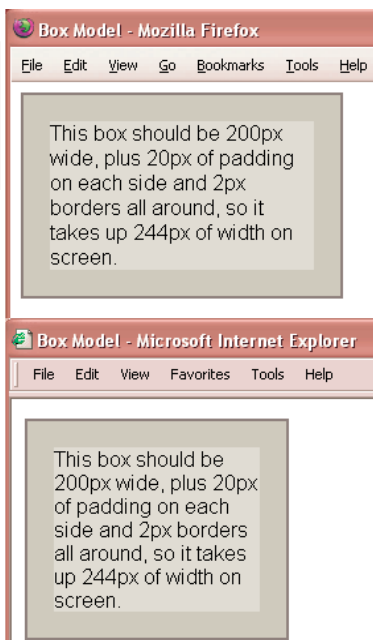 Box Model - Mozilla Firefox
File Edit View Go Bookmarks Tools Help
This box should be 200px
wide, plus 20px of padding
on each side and 2px
borders all around, so it
takes up 244px of width on
screen.
Box Model - Microsoft Internet Explorer
File Edit View Favorites Tools Help
This box should be
200px wide, plus 20px
of padding on each
side and 2px borders
all around, so it takes
up 244px of width on
screen.